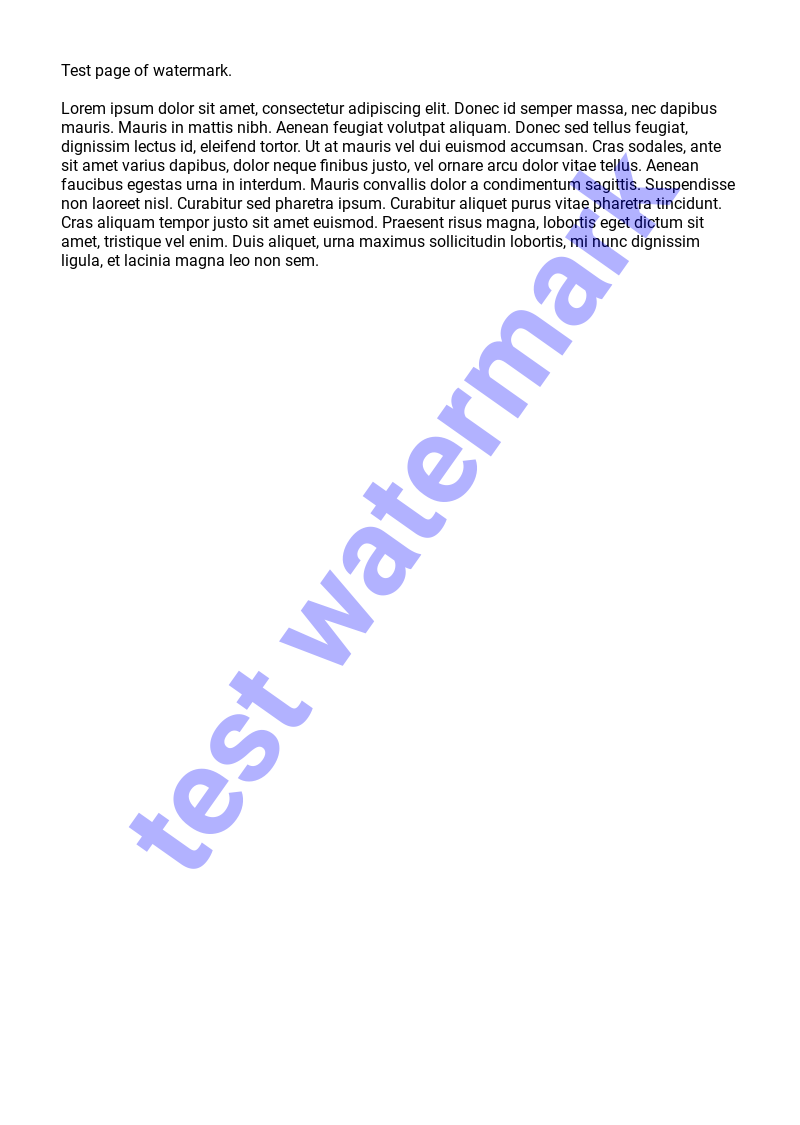 Test page of watermark.
Lorem ipsum dolor sit amet, consectetur adipiscing elit. Donec id semper massa, nec dapibus
mauris. Mauris in mattis nibh. Aenean feugiat volutpat aliquam. Donec sed tellus feugiat,
dignissim lectus id, eleifend tortor. Ut at mauris vel dui euismod accumsan. Cras sodales, ante
sit amet varius dapibus, dolor neque finibus justo, vel ornare arcu dolor vitae tellus. Aenean
faucibus egestas urna in interdum. Mauris convallis dolor a condimentum sagittis. Suspendisse
non laoreet nisl. Curabitur sed pharetra ipsum. Curabitur aliquet purus vitae pharetra tincidunt.
Cras aliquam tempor justo sit amet euismod. Praesent risus magna, lobortis eget dictum sit
amet, tristique vel enim. Duis aliquet, urna maximus sollicitudin lobortis, mi nunc dignissim
ligula, et lacinia magna leo non sem.
test watermark